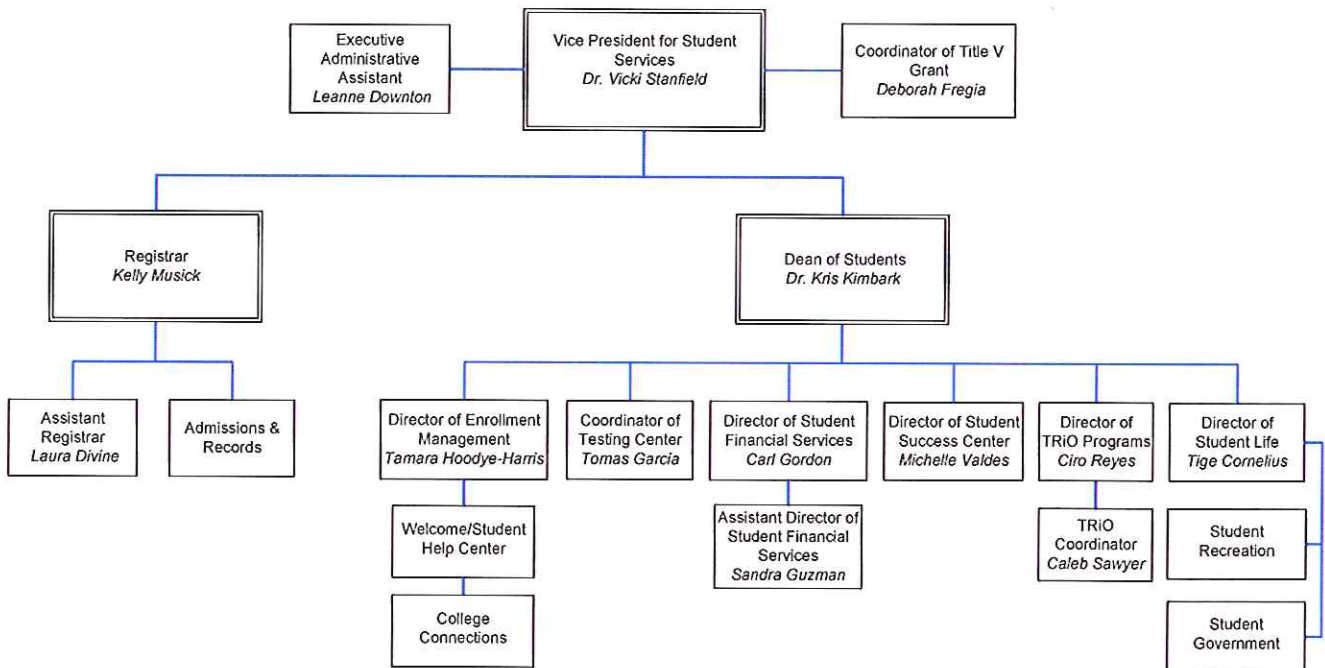 Executive
Administrative
Assistant
Leanne Downton
Vice President for Student
Services
Dr. Vicki Stanfield
Coordinator of Title V
Grant
Deborah Fregia
Registrar
Kelly Musick
Dean of Students
Dr. Kris Kimbark
Assistant
Registrar
Laura Divine
Admissions &
Records
Director of Enrollment
Management
Tamara Hoodye-Harris
Coordinator of
Testing Center
Tomas Garcia
Director of Student
Financial Services
Carl Gordon
Director of Student
Success Center
Michelle Valdes
Director of
TRiO Programs
Ciro Reyes
Director of
Student Life
Tige Cornelius
Welcome/Student
Help Center
Assistant Director of
Student Financial
Services
Sandra Guzman
TRiO
Coordinator
Caleb Sawyer
Student
Recreation
College
Connections
Student
Government